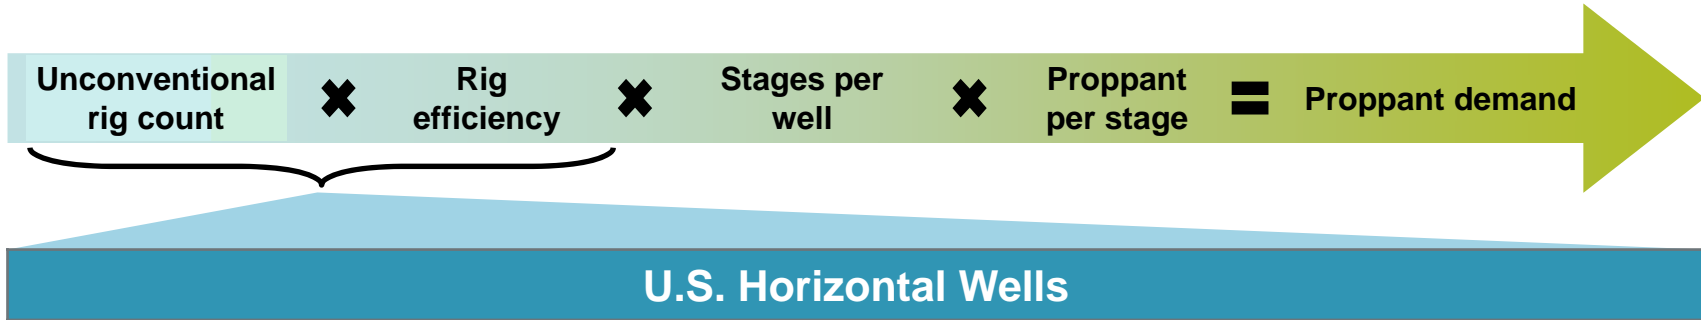 Unconventional
rig count
✖
Rig
efficiency
✖
Stages per
well
✖
Proppant
per stage
=
Proppant demand
U.S. Horizontal Wells